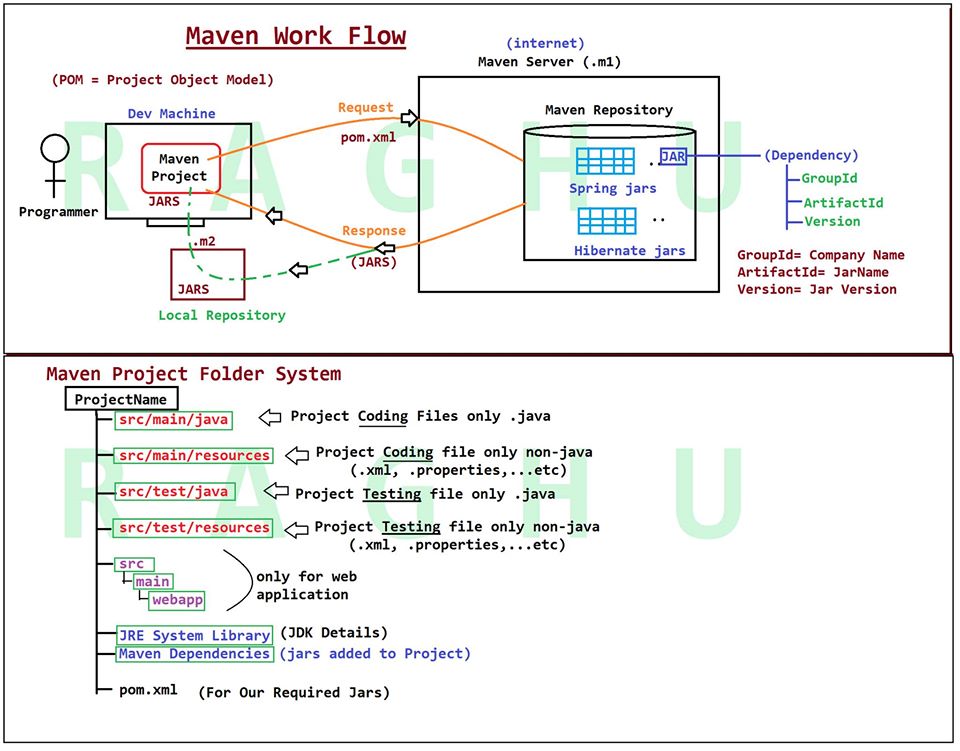 Maven Work Flow
(POM = Project Object Model)
(internet)
Maven Server (.m1)
Dev Machine
Request
pom.xml
Maven Repository
Maven
Project
JARS
Programmer
..
JAR
(Dependency)
Spring jars
GroupId
ArtifactId
Version
..
Hibernate jars
Response
(JARS)
.m2
JARS
Local Repository
GroupId= Company Name
ArtifactId= JarName
Version= Jar Version
RAGHU
Maven Project Folder System
ProjectName
src/main/java
Project Coding Files only .java
src/main/resources
Project Coding file only non-java
(.xml, .properties,...etc)
src/test/java
Project Testing file only .java
src/test/resources
Project Testing file only non-java
(.xml, .properties,...etc)
src
main
webapp
only for web
application
JRE System Library (JDK Details)
Maven Dependencies (jars added to Project)
pom.xml (For Our Required Jars)
RAGHU